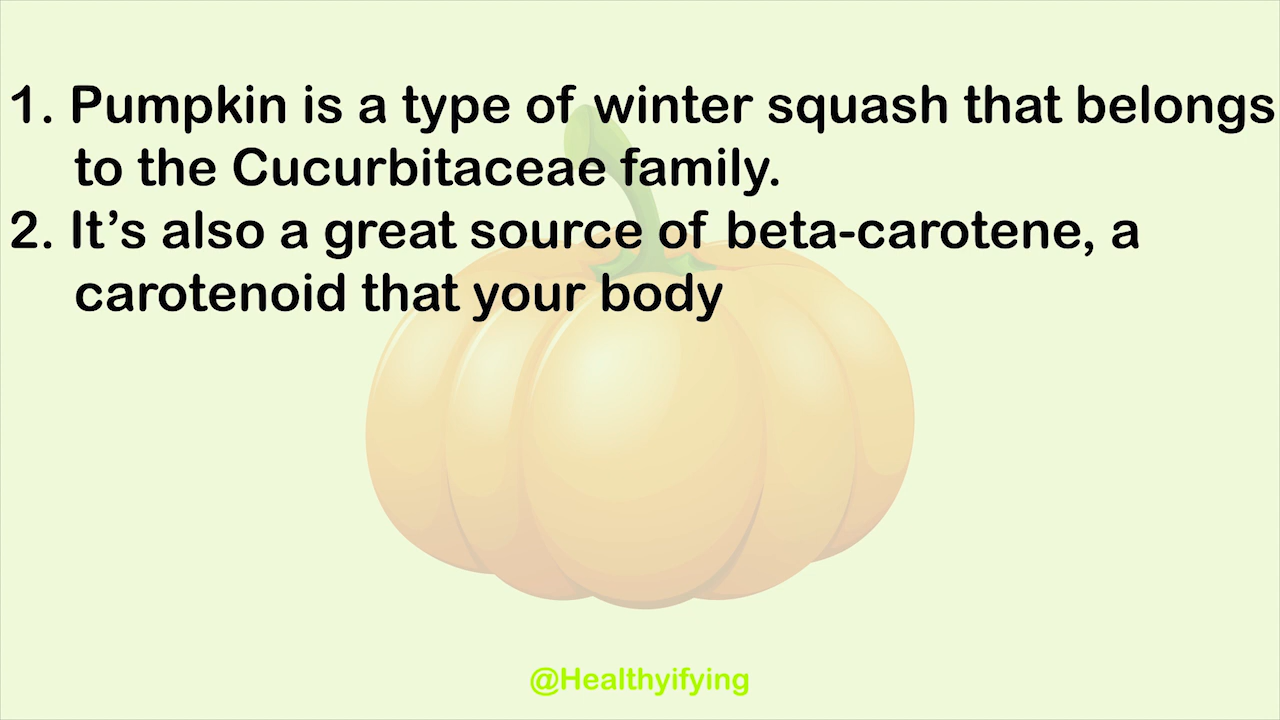 1. Pumpkin is a type of winter squash that belongs
to the Cucurbitaceae family.
2. It’s also a great source of beta-carotene, a
carotenoid that your body
@Healthyifying